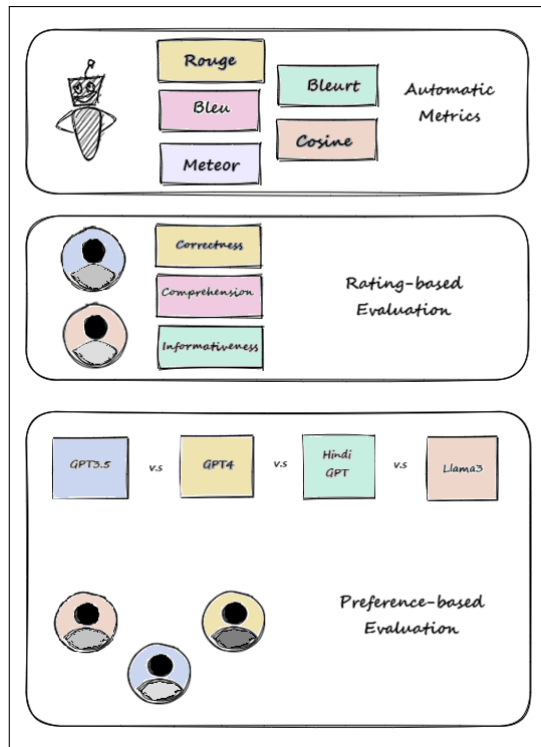 Rouge
Bleu
Meteor
Bleurt
Cosine
Automatic
Metrics
Correctness
Comprehension
Informativeness
Rating-based
Evaluation
GPT3.5 v.s GPT4 v.s Hindi GPT v.s Llama3
Preference-based
Evaluation